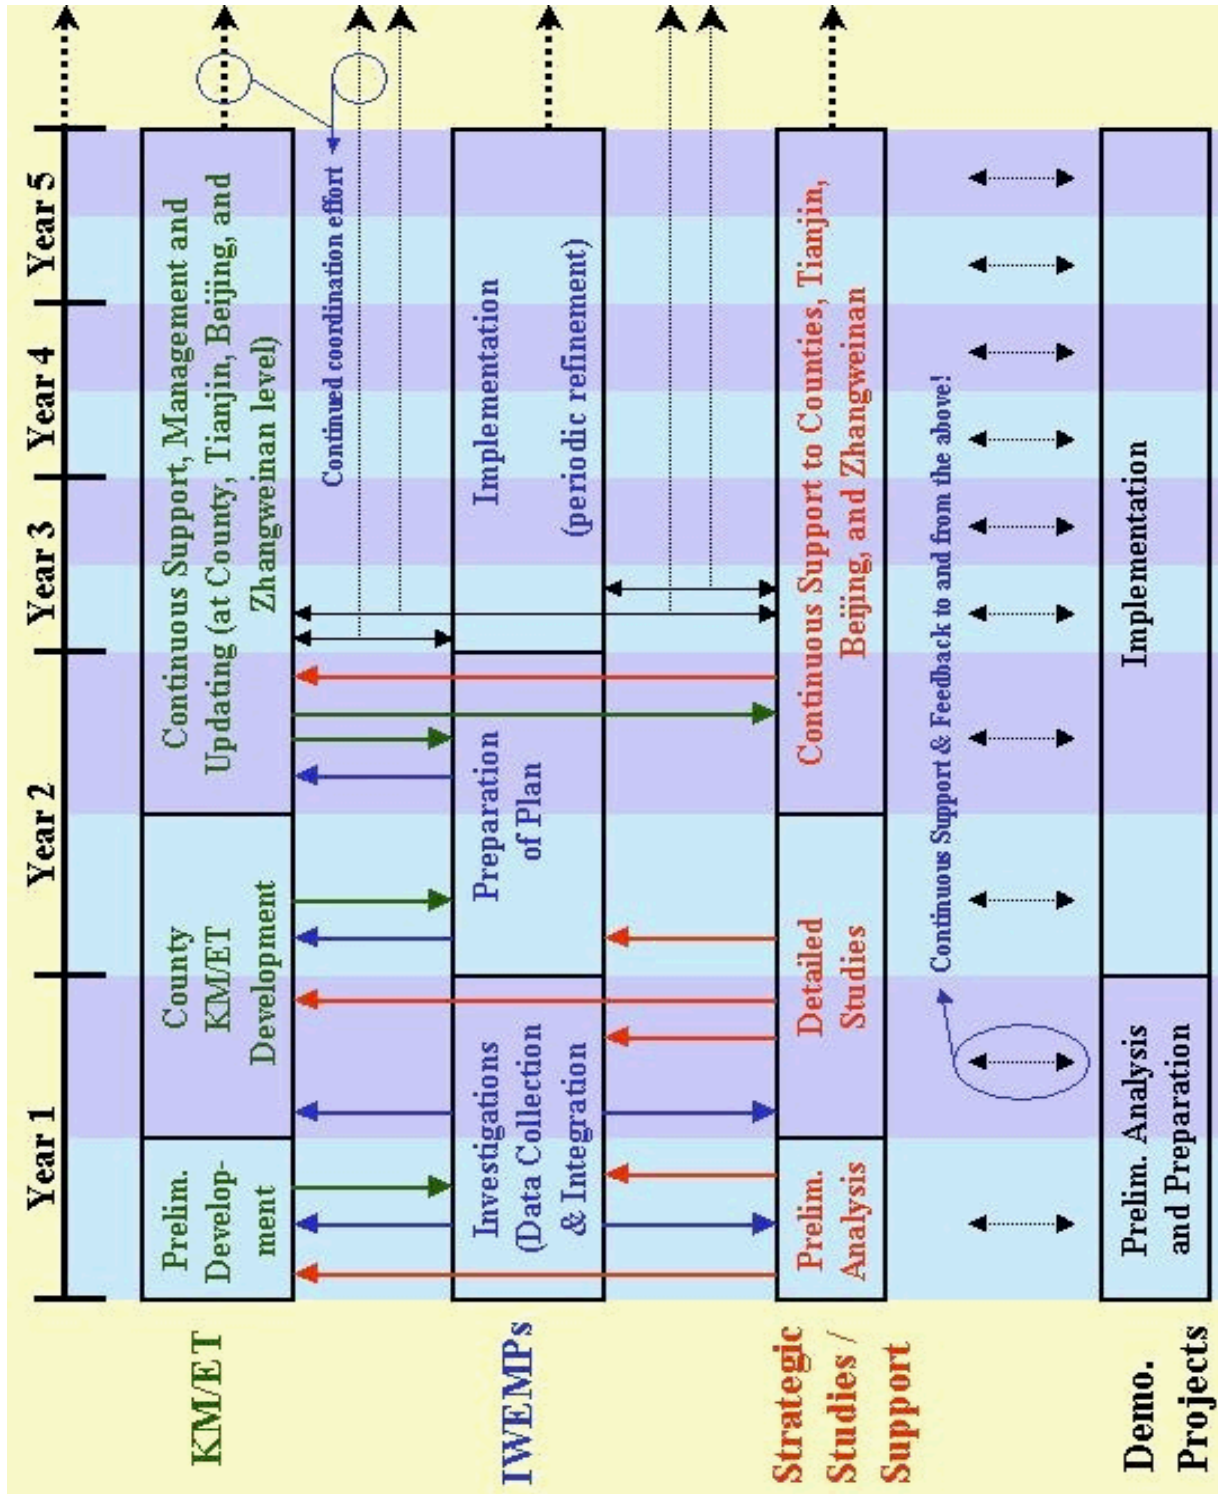 Year 1
Year 2
Year 3
Year 4
Year 5
KM/ET
Prelim.
Develop-
ment
County
KM/ET
Development
Continuous Support, Management and
Updating (at County, Tianjin, Beijing, and
Zhangweinan level)
Continued coordination effort
IWEMPs
Investigations
(Data Collection
& Integration
Preparation
of Plan
Implementation
(periodic refinement)
Strategic
Studies /
Support
Prelim.
Analysis
Detailed
Studies
Continuous Support to Counties, Tianjin,
Beijing, and Zhangweinan
Continuous Support & Feedback to and from the above!
Demo.
Projects
Prelim. Analysis
and Preparation
Implementation